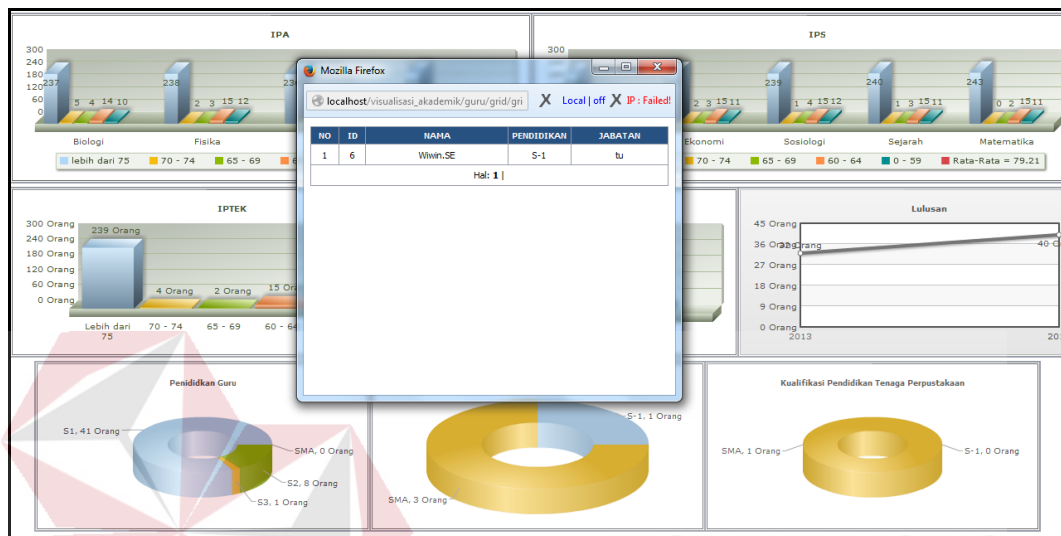 IPA
300
240
180
120
60
0
237
5 4 14 10
238
2 3 15 12
Biologi
Fisika
lebih dari 75
70 - 74
65 - 69
IPS
300
2 3 15 11
239
1 4 15 12
240
3 15 11
243
0 2 15 11
Ekonomi
Sosiologi
Sejarah
Matematika
70 - 74
65 - 69
60 - 64
0 - 59
Rata-Rata = 79.21
Mozilla Firefox
localhost/visualisasi_akademik/guru/grid/gri
X Local | off X IP : Failed!
NO ID NAMA PENDIDIKAN JABATAN
1 6 Wiwin.SE S-1 tu
Hal: 1 |
IPTEK
300 Orang
240 Orang
180 Orang
120 Orang
60 Orang
0 Orang
239 Orang
4 Orang
2 Orang
Lebih dari
75
70 - 74
65 - 69
Lulusan
45 Orang
36 Orang
27 Orang
18 Orang
9 Orang
0 Orang
2013
Penididkan Guru
S1, 41 Orang
SMA, 0 Orang
S2, 8 Orang
S3, 1 Orang
S-1, 1 Orang
SMA, 3 Orang
Kualifikasi Pendidikan Tenaga Perpustakaan
SMA, 1 Orang
S-1, 0 Orang